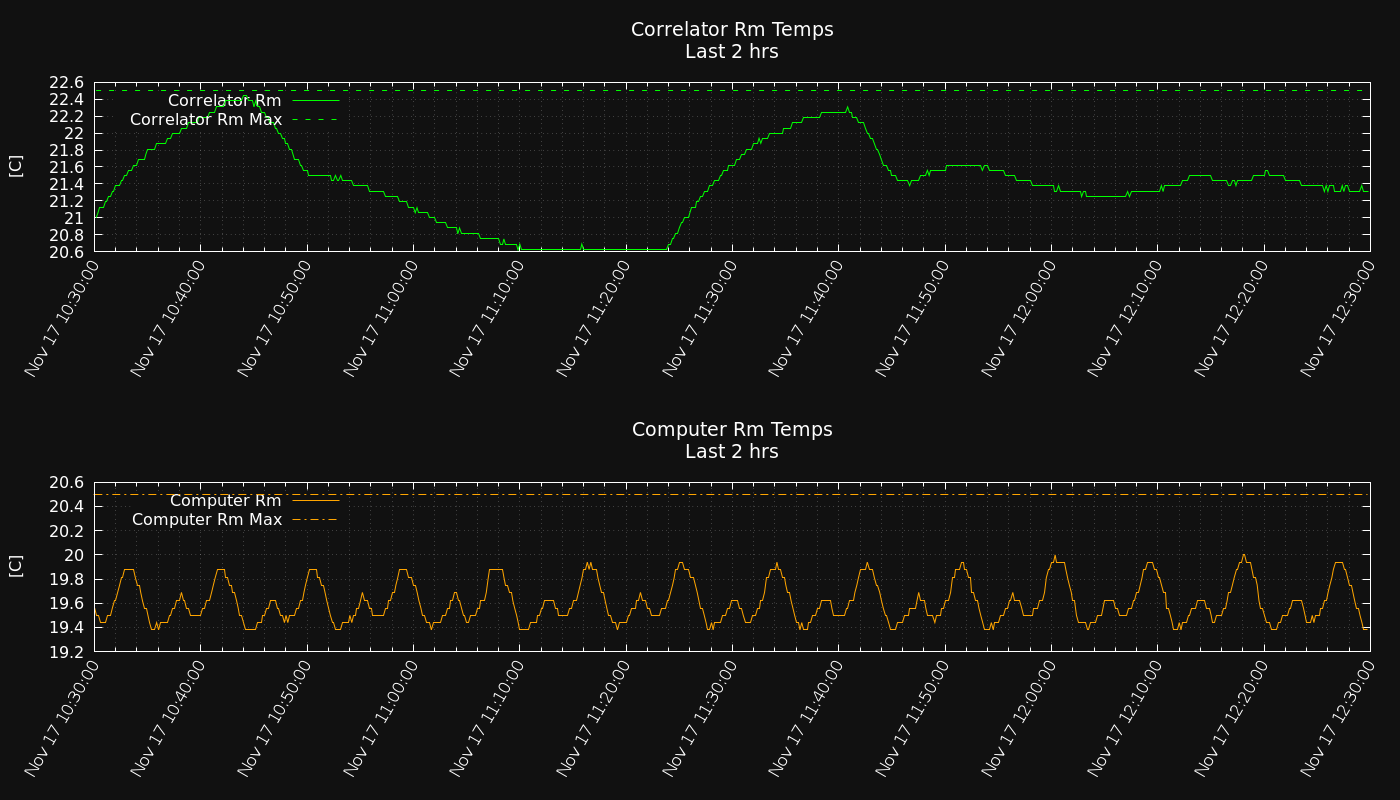 Correlator Rm Temps
Last 2 hrs
22.6
22.4
22.2
22
21.8
21.6
21.4
21.2
21
20.8
20.6
[C]
Correlator Rm
Correlator Rm Max
Nov 17 10:30:00
Nov 17 10:40:00
Nov 17 10:50:00
Nov 17 11:00:00
Nov 17 11:10:00
Nov 17 11:20:00
Nov 17 11:30:00
Nov 17 11:40:00
Nov 17 11:50:00
Nov 17 12:00:00
Nov 17 12:10:00
Nov 17 12:20:00
Nov 17 12:30:00
Computer Rm Temps
Last 2 hrs
20.6
20.4
20.2
20
19.8
19.6
19.4
19.2
[C]
Computer Rm
Computer Rm Max
Nov 17 10:30:00
Nov 17 10:40:00
Nov 17 10:50:00
Nov 17 11:00:00
Nov 17 11:10:00
Nov 17 11:20:00
Nov 17 11:30:00
Nov 17 11:40:00
Nov 17 11:50:00
Nov 17 12:00:00
Nov 17 12:10:00
Nov 17 12:20:00
Nov 17 12:30:00